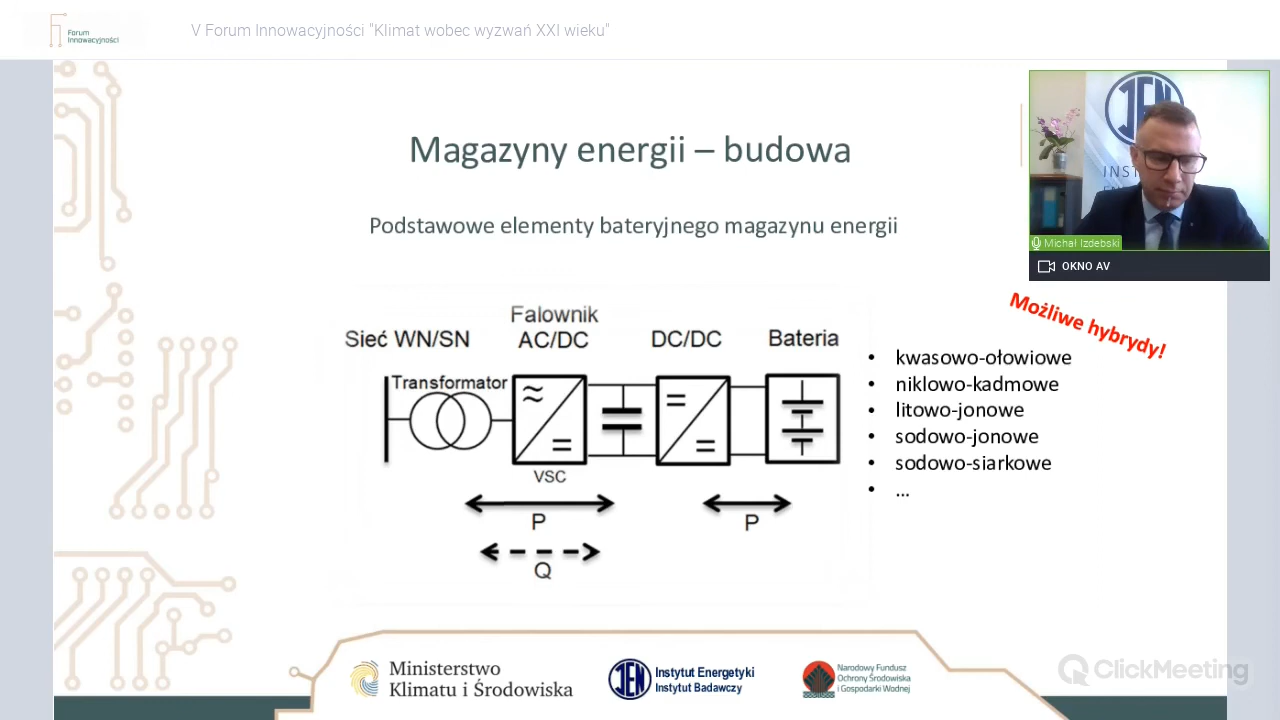 Forum
Innowacyjności
V Forum Innowacyjności "Klimat wobec wyzwań XXI wieku"
Magazyny energii – budowa
Podstawowe elementy bateryjnego magazynu energii
JEN
INST
Michał Izdebski
OKNO AV
Możliwe hybrydy!
Falownik
Sieć WN/SN
AC/DC
DC/DC
Bateria
Transformator
VSC
P
P
Q
• kwasowo-ołowiowe
• niklowo-kadmowe
• litowo-jonowe
• sodowo-jonowe
• sodowo-siarkowe
• ...
Ministerstwo
Klimatu i Środowiska
JEN
Instytut Energetyki
Instytut Badawczy
Narodowy Fundusz
Ochrony Środowiska
i Gospodarki Wodnej
ClickMeeting